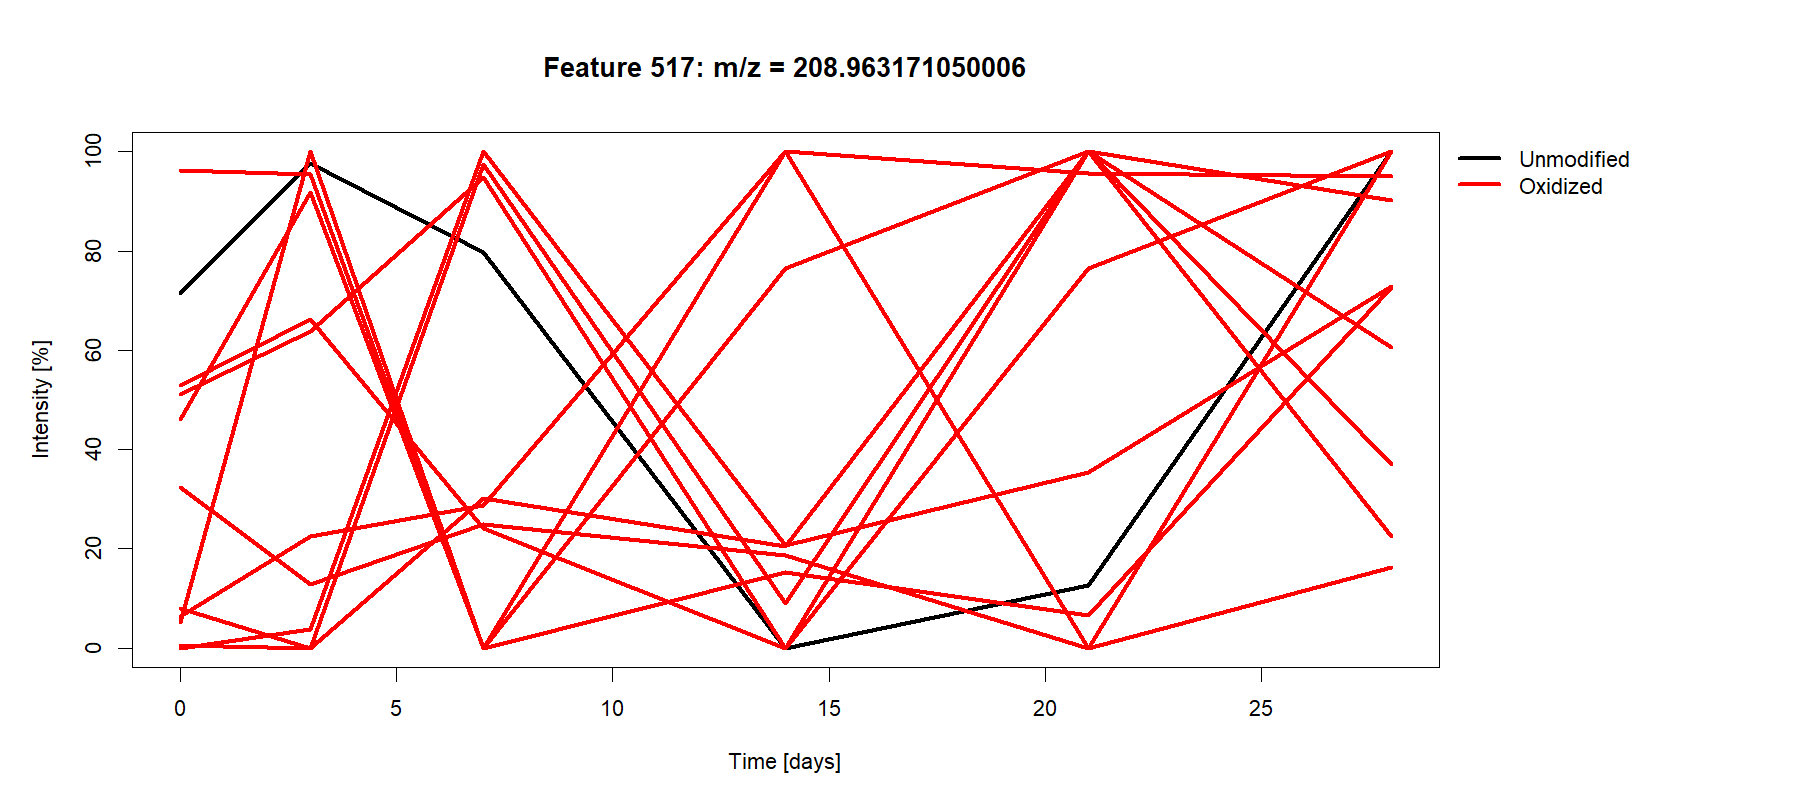 Feature 517: m/z = 208.963171050006
Unmodified
Oxidized
Intensity [%]
100
80
60
40
20
0
0 5 10 15 20 25
Time [days]